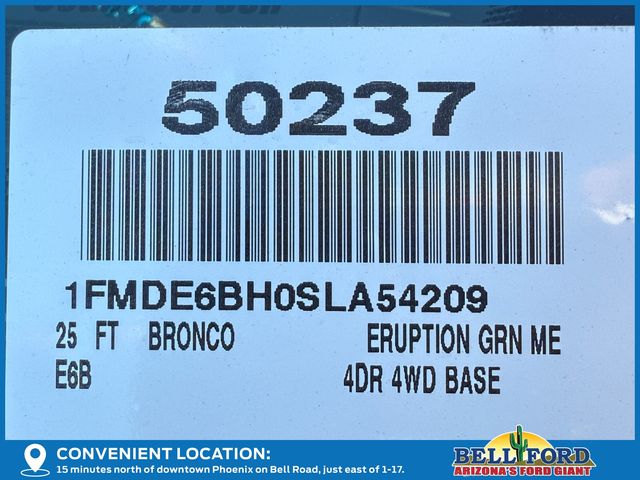 50237
1FMDE6BH0SLA54209
25 FT BRONCO ERUPTION GRN ME
E6B 4DR 4WD BASE
CONVENIENT LOCATION:
15 minutes north of downtown Phoenix on Bell Road, just east of 1-17.
BELL FORD
ARIZONA'S FORD GIANT